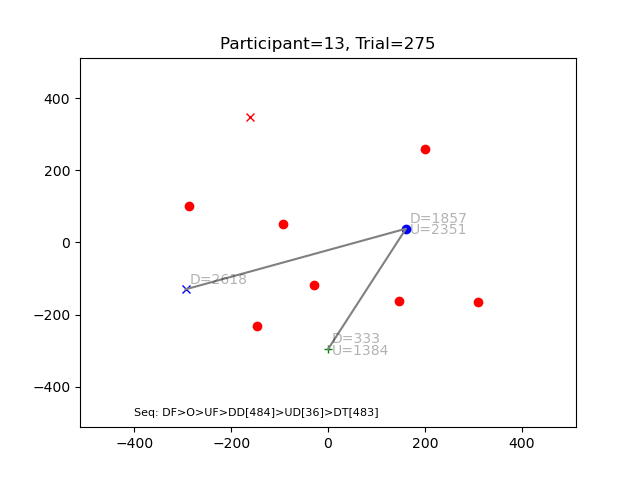 Participant=13, Trial=275
400
200
0
−200
−400
D=1857
U=2351
D=2618
D=333
U=1384
Seq: DF>O>UF>DD[484]>UD[36]>DT[483]
−400
−200
0
200
400